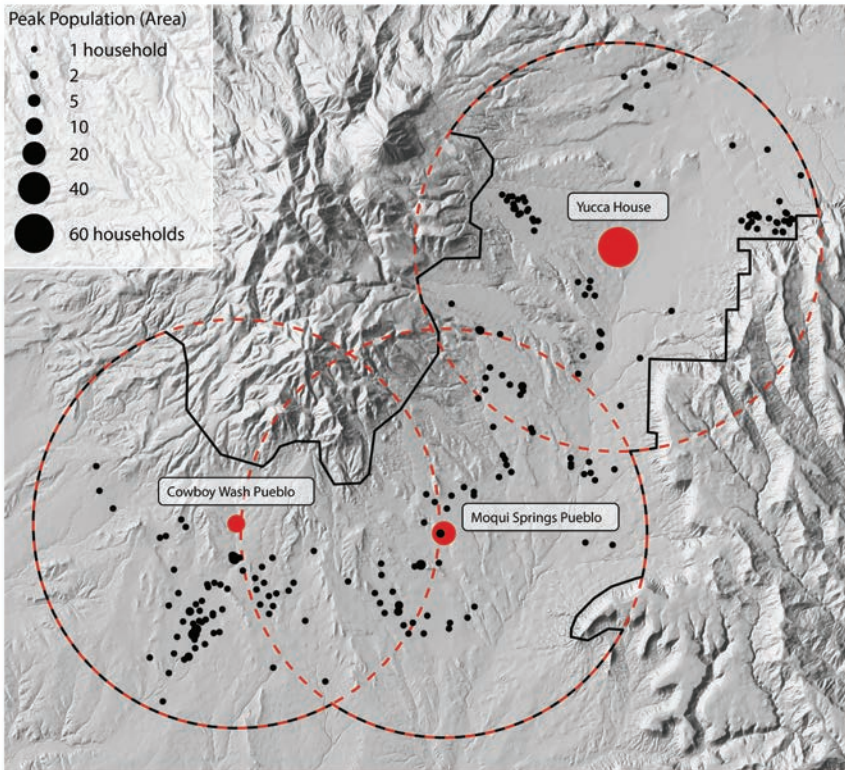 Peak Population (Area)
1 household
2
5
10
20
40
60 households
Yucca House
Cowboy Wash Pueblo
Moqui Springs Pueblo